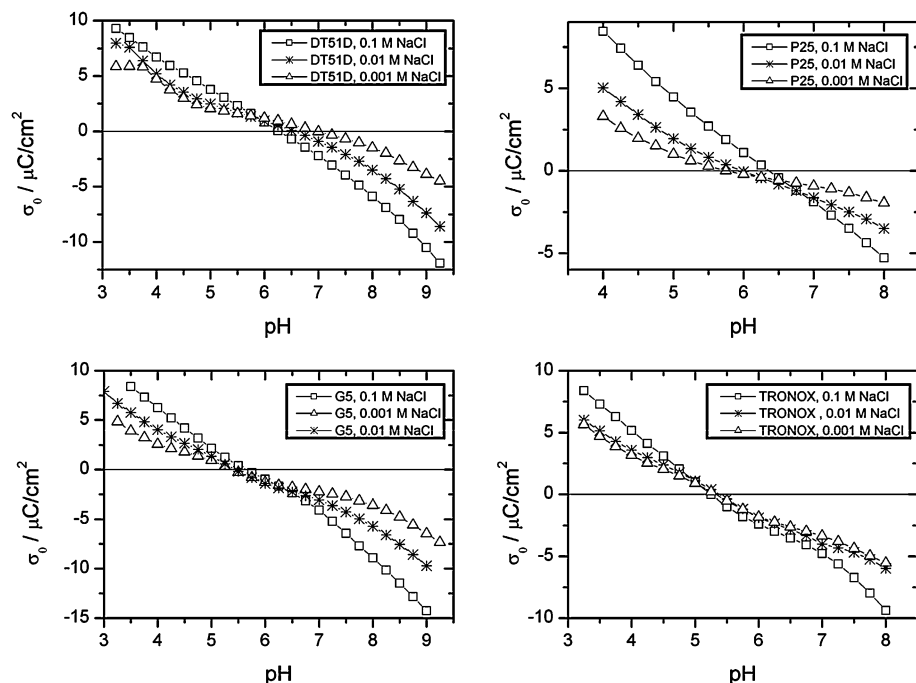 10
5
0
-5
-10
3 4 5 6 7 8 9
pH
σ₀ / μC/cm²
DT51D, 0.1 M NaCl
DT51D, 0.01 M NaCl
DT51D, 0.001 M NaCl
5
0
-5
4 5 6 7 8
pH
σ₀ / μC/cm²
P25, 0.1 M NaCl
P25, 0.01 M NaCl
P25, 0.001 M NaCl
10
5
0
-5
-10
-15
3 4 5 6 7 8 9
pH
σ₀ / μC/cm²
G5, 0.1 M NaCl
G5, 0.001 M NaCl
G5, 0.01 M NaCl
10
5
0
-5
-10
3 4 5 6 7 8
pH
σ₀ / μC/cm²
TRONOX, 0.1 M NaCl
TRONOX , 0.01 M NaCl
TRONOX, 0.001 M NaCl